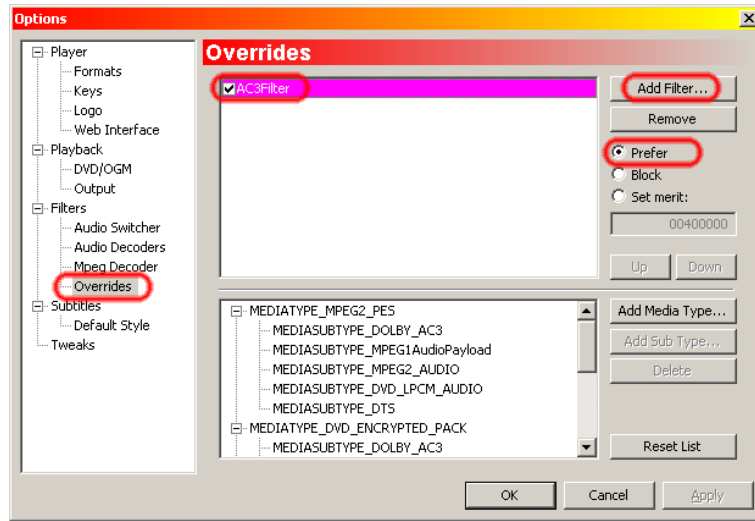 Options
Player
Formats
Keys
Logo
Web Interface
Playback
DVD/OGM
Output
Filters
Audio Switcher
Audio Decoders
Mpeg Decoder
Overrides
Subtitles
Default Style
Tweaks
Overrides
AC3Filter
Add Filter...
Remove
Prefer
Block
Set merit:
00400000
Up Down
MEDIATYPE_MPEG2_PES
MEDIASUBTYPE_DOLBY_AC3
MEDIASUBTYPE_MPEG1AudioPayload
MEDIASUBTYPE_MPEG2_AUDIO
MEDIASUBTYPE_DVD_LPCM_AUDIO
MEDIASUBTYPE_DTS
MEDIATYPE_DVD_ENCRYPTED_PACK
MEDIASUBTYPE_DOLBY_AC3
Add Media Type...
Add Sub Type...
Delete
Reset List
OK Cancel Apply